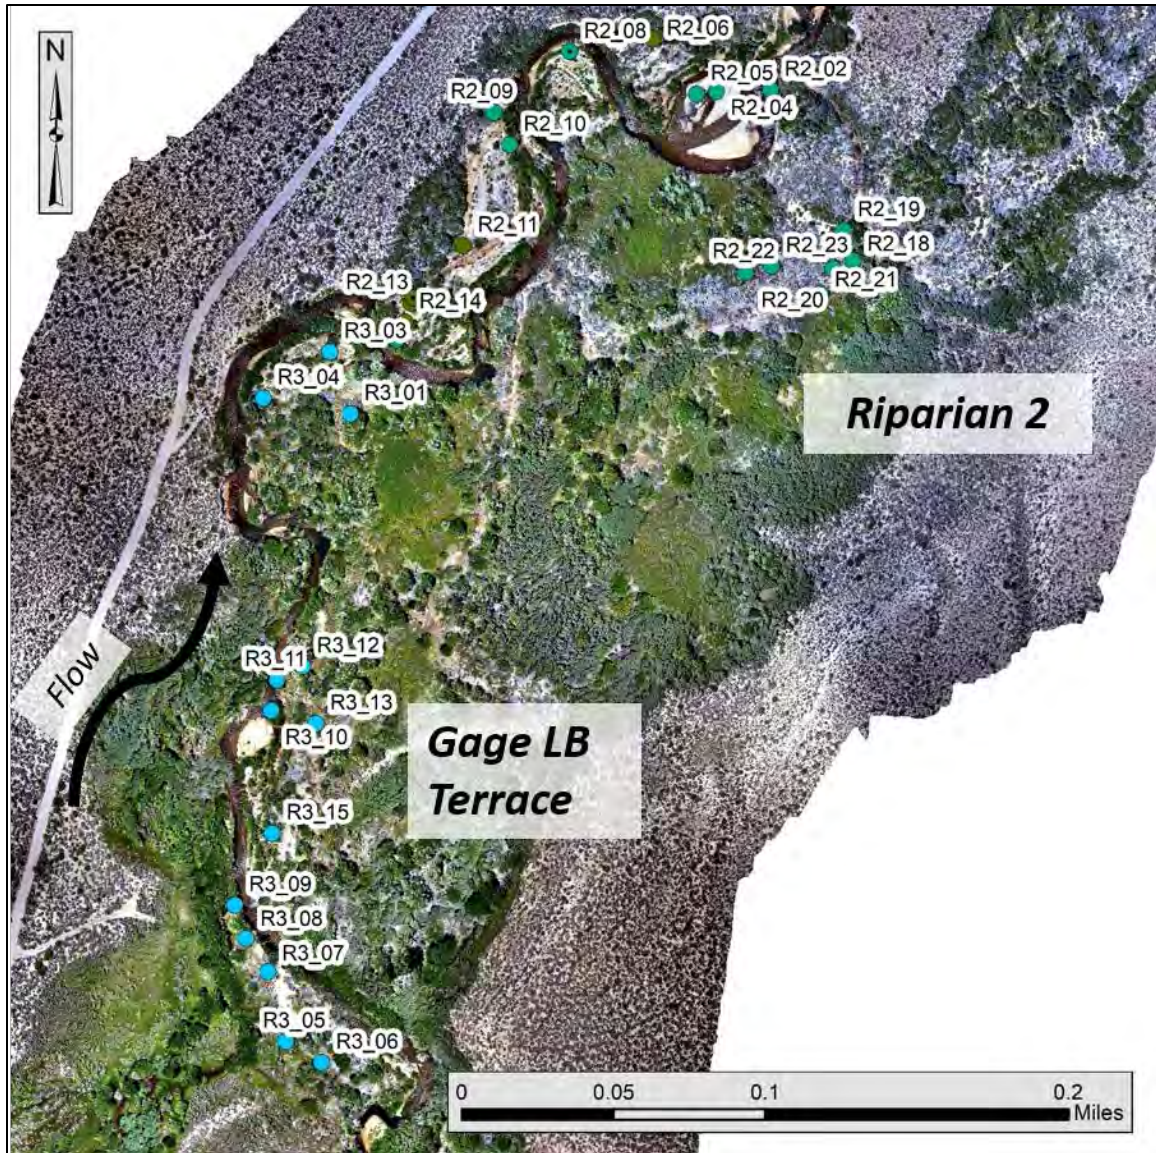 N
R2_08
R2_06
R2_05
R2_02
R2_04
R2_09
R2_10
R2_11
R2_19
R2_22
R2_23
R2_18
R2_20
R2_21
R2_13
R2_14
R3_03
R3_04
R3_01
Riparian 2
Flow
R3_11
R3_12
R3_13
R3_10
Gage LB
Terrace
R3_15
R3_09
R3_08
R3_07
R3_05
R3_06
0 0.05 0.1 0.2
Miles